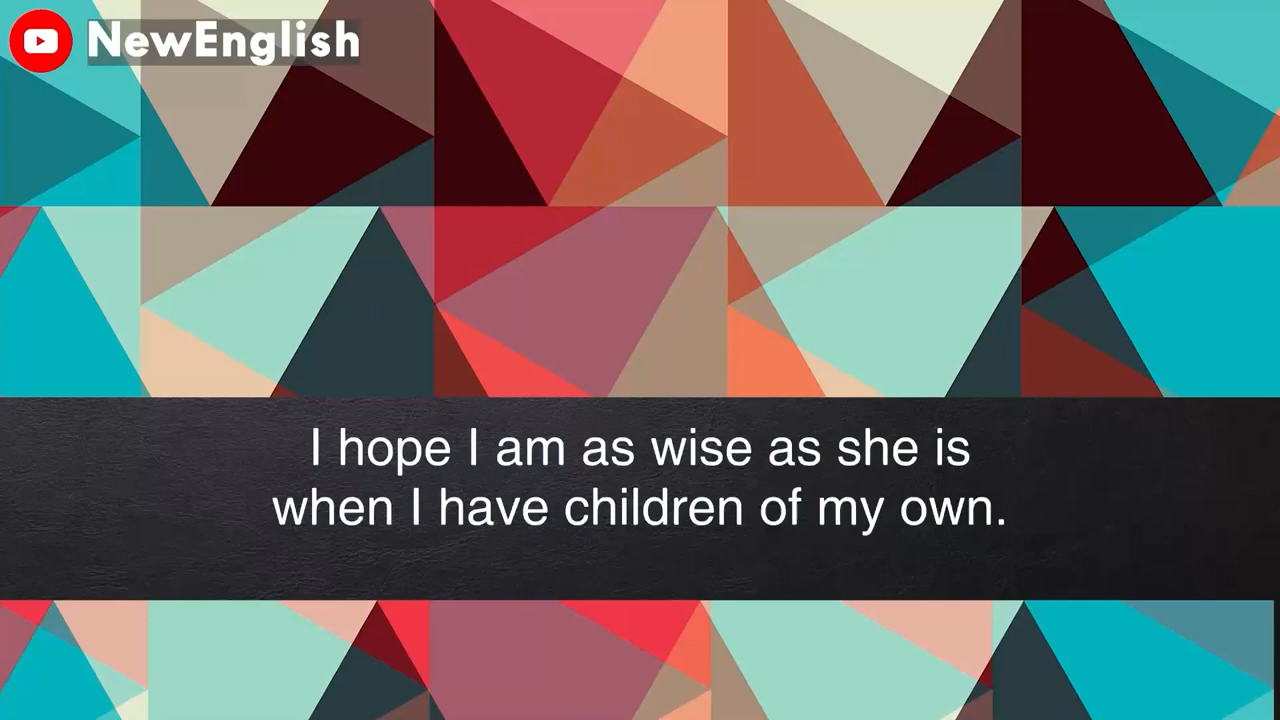 NewEnglish
I hope I am as wise as she is
when I have children of my own.